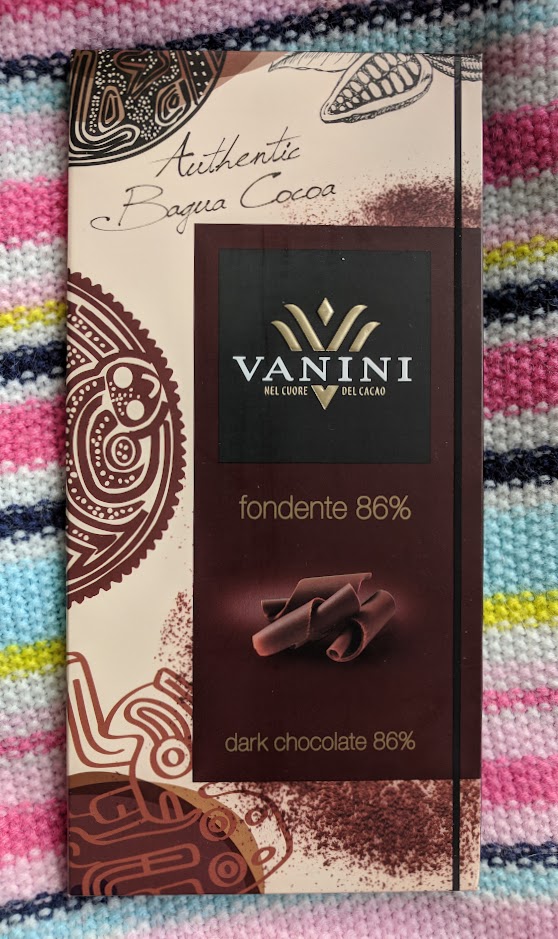 Authentic
Bagua Cocoa
VANINI
NEL CUORE DEL CACAO
fondente 86%
dark chocolate 86%